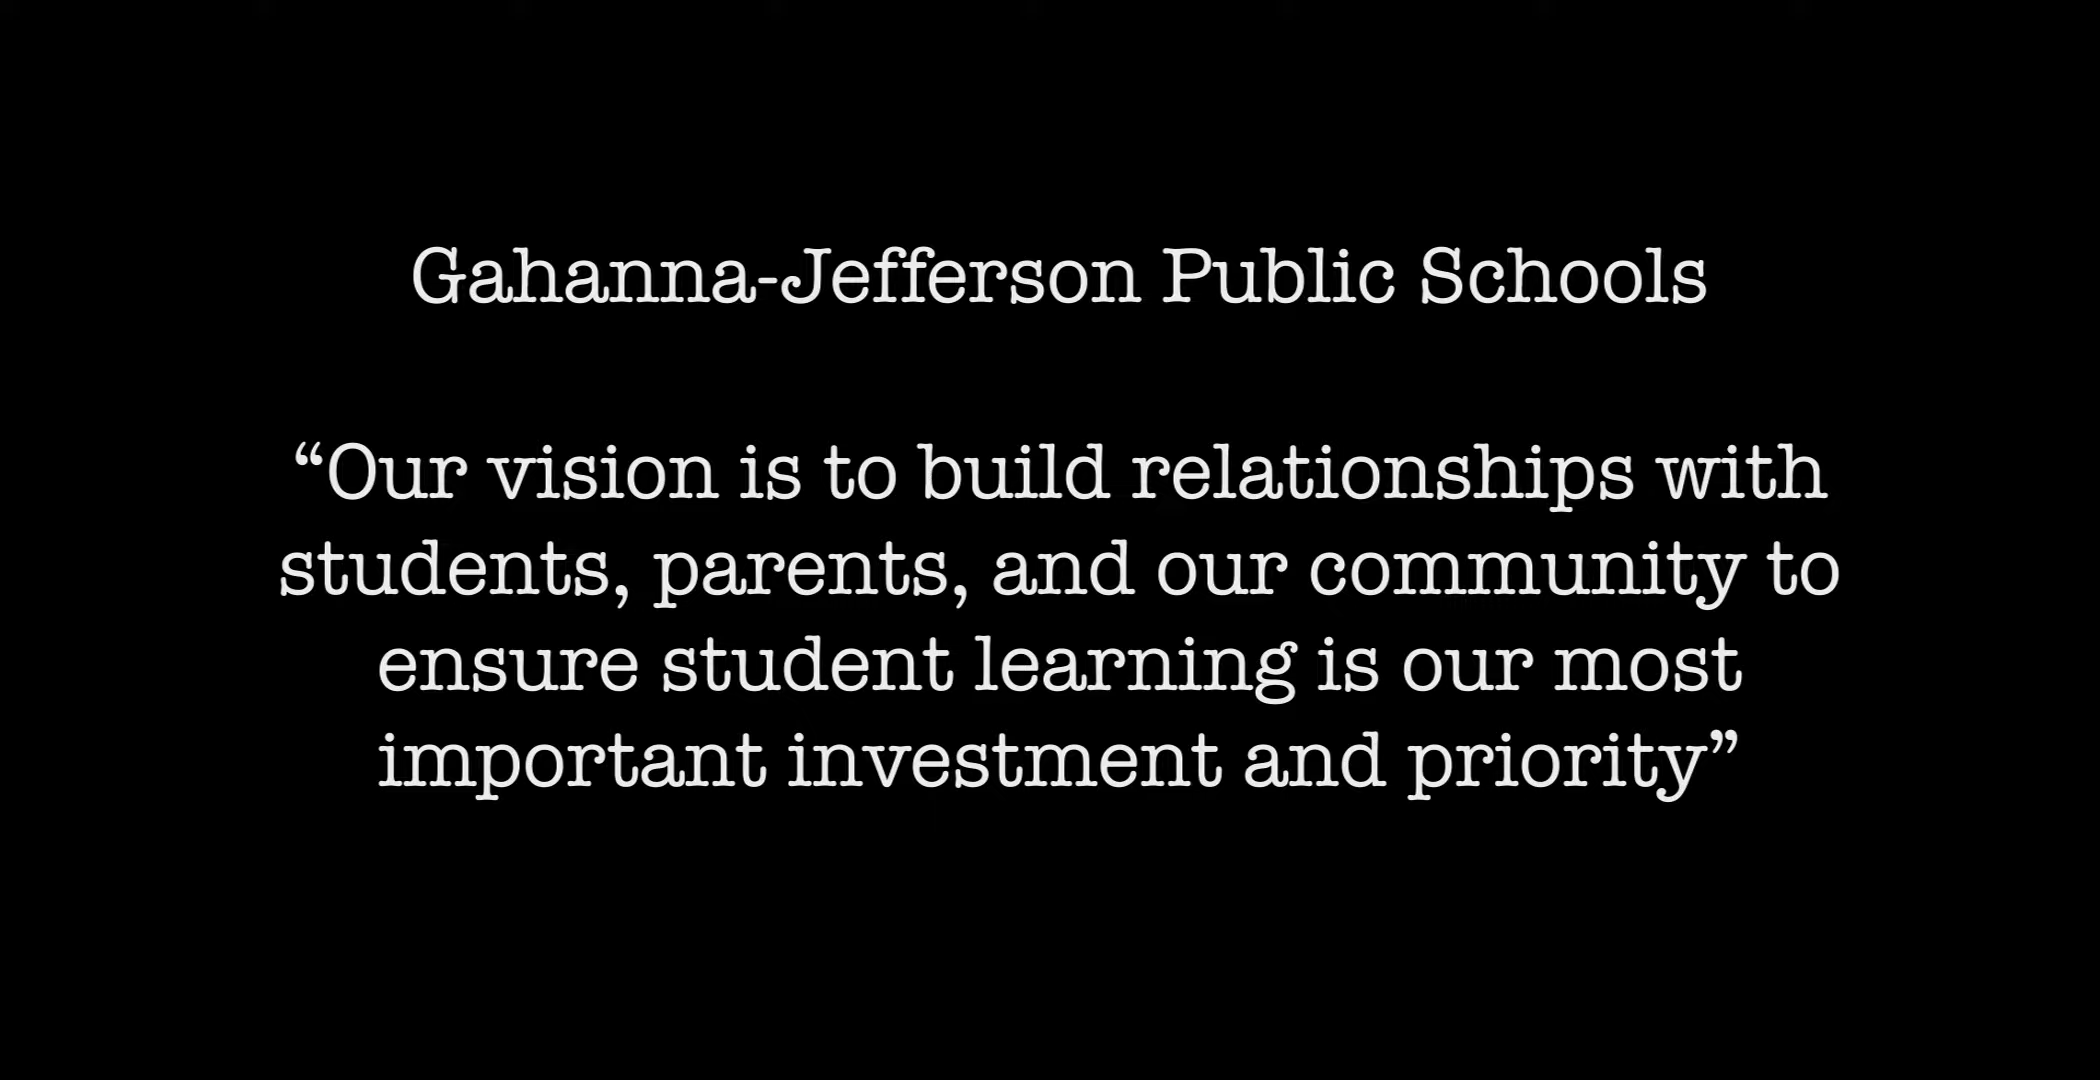 Gahanna-Jefferson Public Schools
“Our vision is to build relationships with
students, parents, and our community to
ensure student learning is our most
important investment and priority”